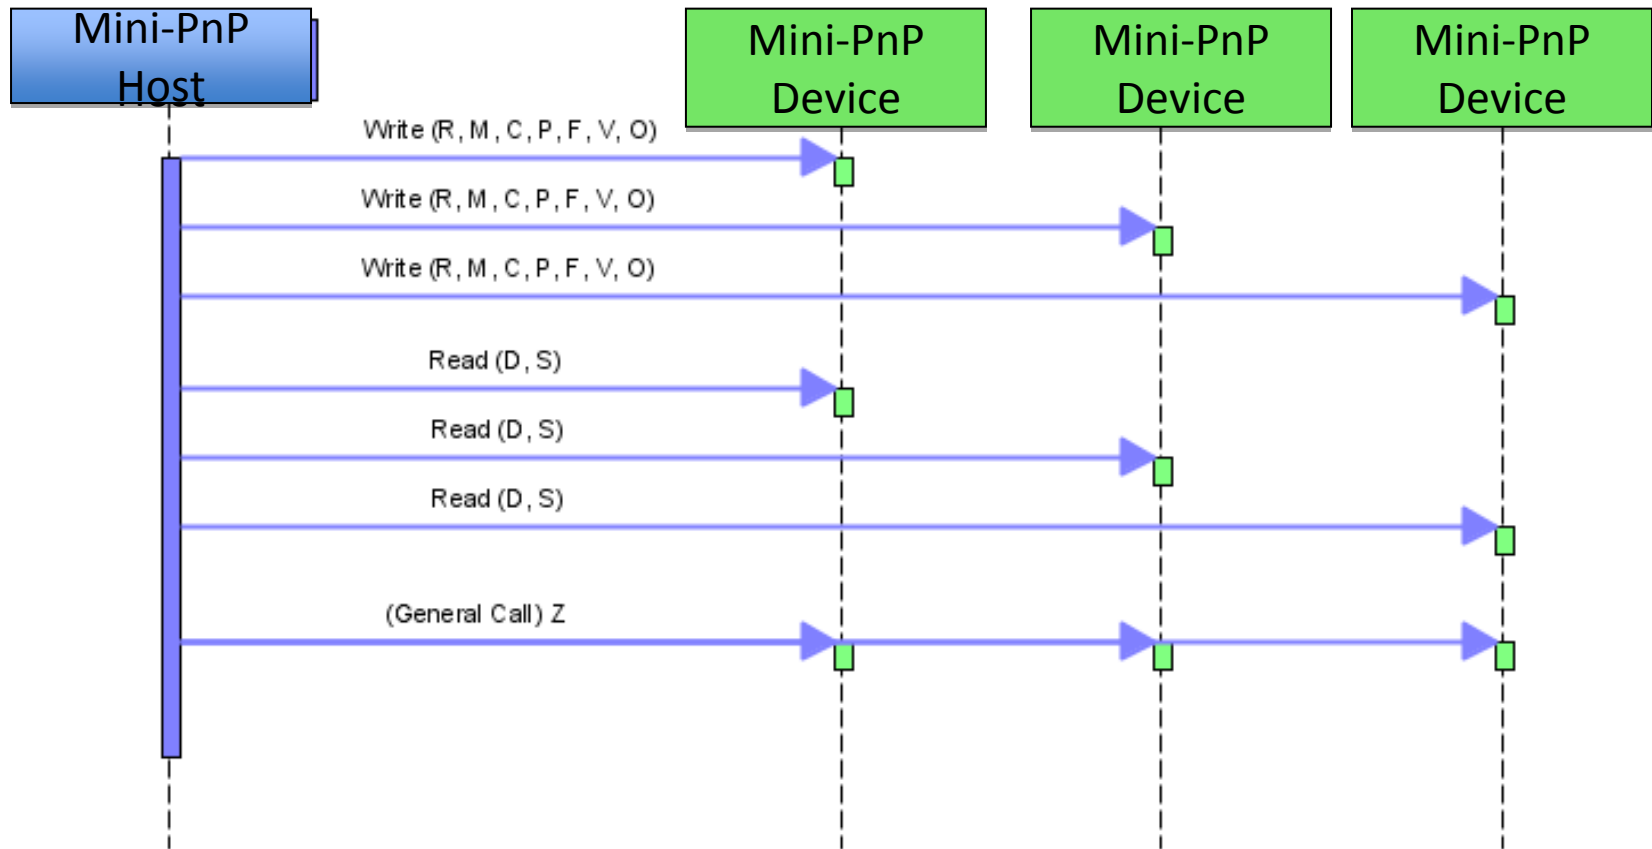 Mini-PnP
Host
Mini-PnP
Device
Mini-PnP
Device
Mini-PnP
Device
Write (R, M, C, P, F, V, O)
Write (R, M, C, P, F, V, O)
Write (R, M, C, P, F, V, O)
Read (D, S)
Read (D, S)
Read (D, S)
(General Call) Z